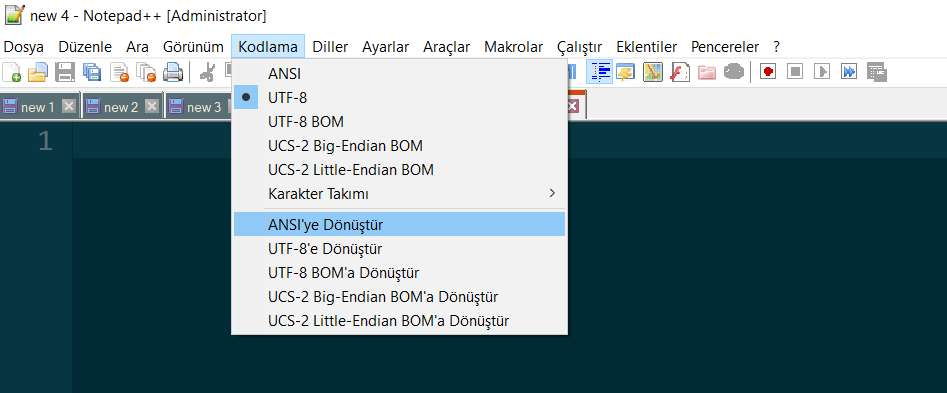 new 4 - Notepad++ [Administrator]
Dosya Düzenle Ara Görünüm Kodlama Diller Ayarlar Araçlar Makrolar Çalıştır Eklentiler Pencereler ?
new 1 new 2 new 3
1
ANSI
UTF-8
UTF-8 BOM
UCS-2 Big-Endian BOM
UCS-2 Little-Endian BOM
Karakter Takımı
ANSI'ye Dönüştür
UTF-8'e Dönüştür
UTF-8 BOM'a Dönüştür
UCS-2 Big-Endian BOM'a Dönüştür
UCS-2 Little-Endian BOM'a Dönüştür